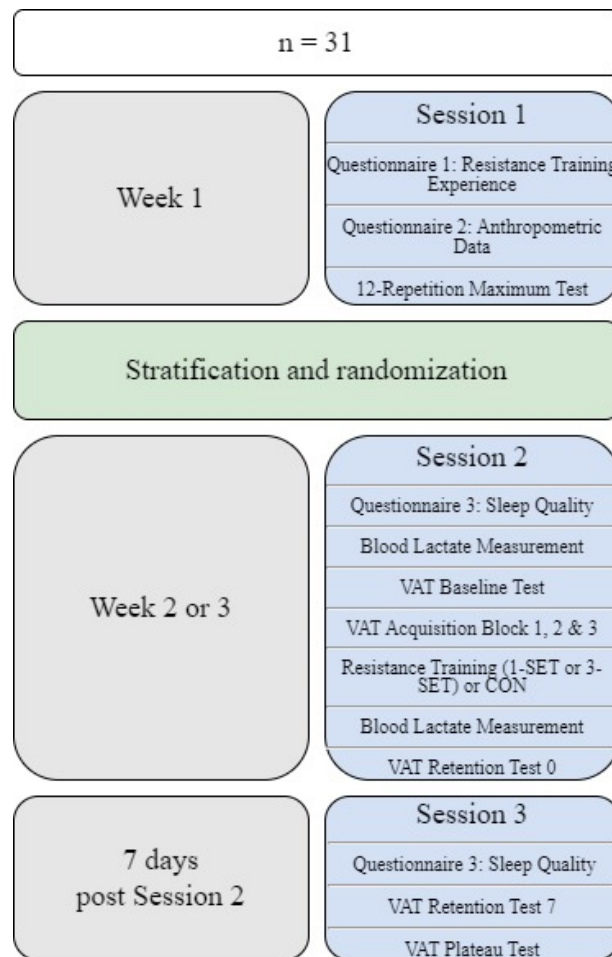 n = 31
Week 1
Session 1
Questionnaire 1: Resistance Training
Experience
Questionnaire 2: Anthropometric
Data
12-Repetition Maximum Test
Stratification and randomization
Week 2 or 3
Session 2
Questionnaire 3: Sleep Quality
Blood Lactate Measurement
VAT Baseline Test
VAT Acquisition Block 1, 2 & 3
Resistance Training (1-SET or 3-
SET) or CON
Blood Lactate Measurement
VAT Retention Test 0
7 days
post Session 2
Session 3
Questionnaire 3: Sleep Quality
VAT Retention Test 7
VAT Plateau Test